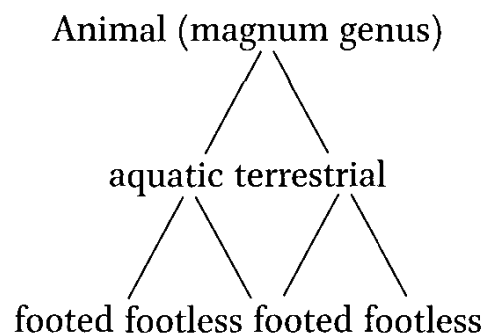 Animal (magnum genus)
aquatic terrestrial
footed footless footed footless